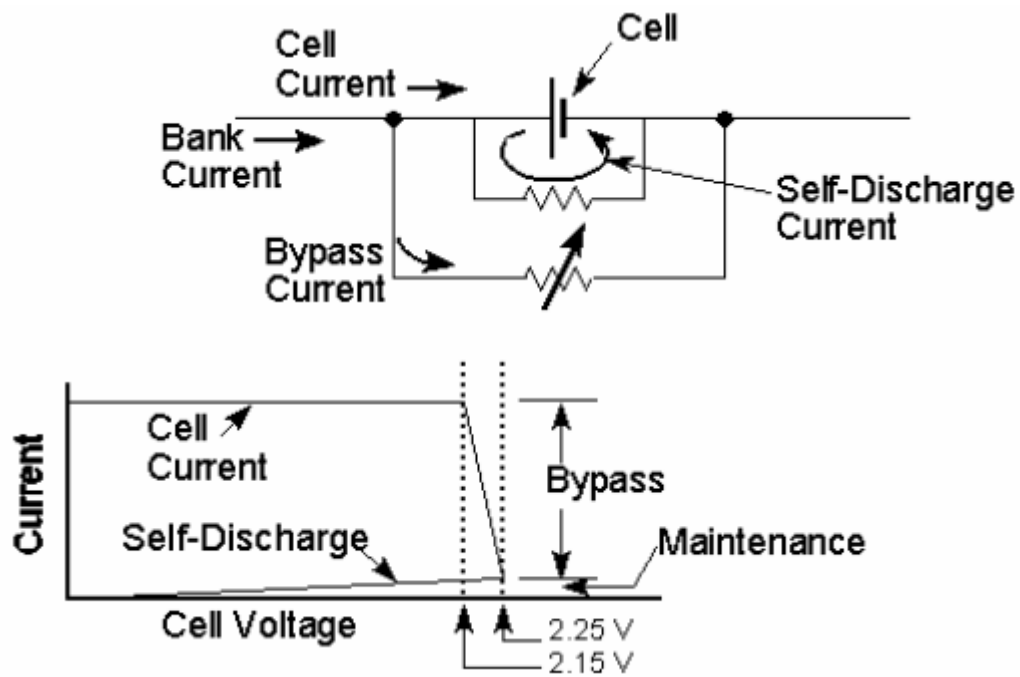 Cell
Cell
Current
Bank
Current
Self-Discharge
Current
Bypass
Current
Current
Cell
Current
Bypass
Self-Discharge
Maintenance
Cell Voltage
2.25 V
2.15 V